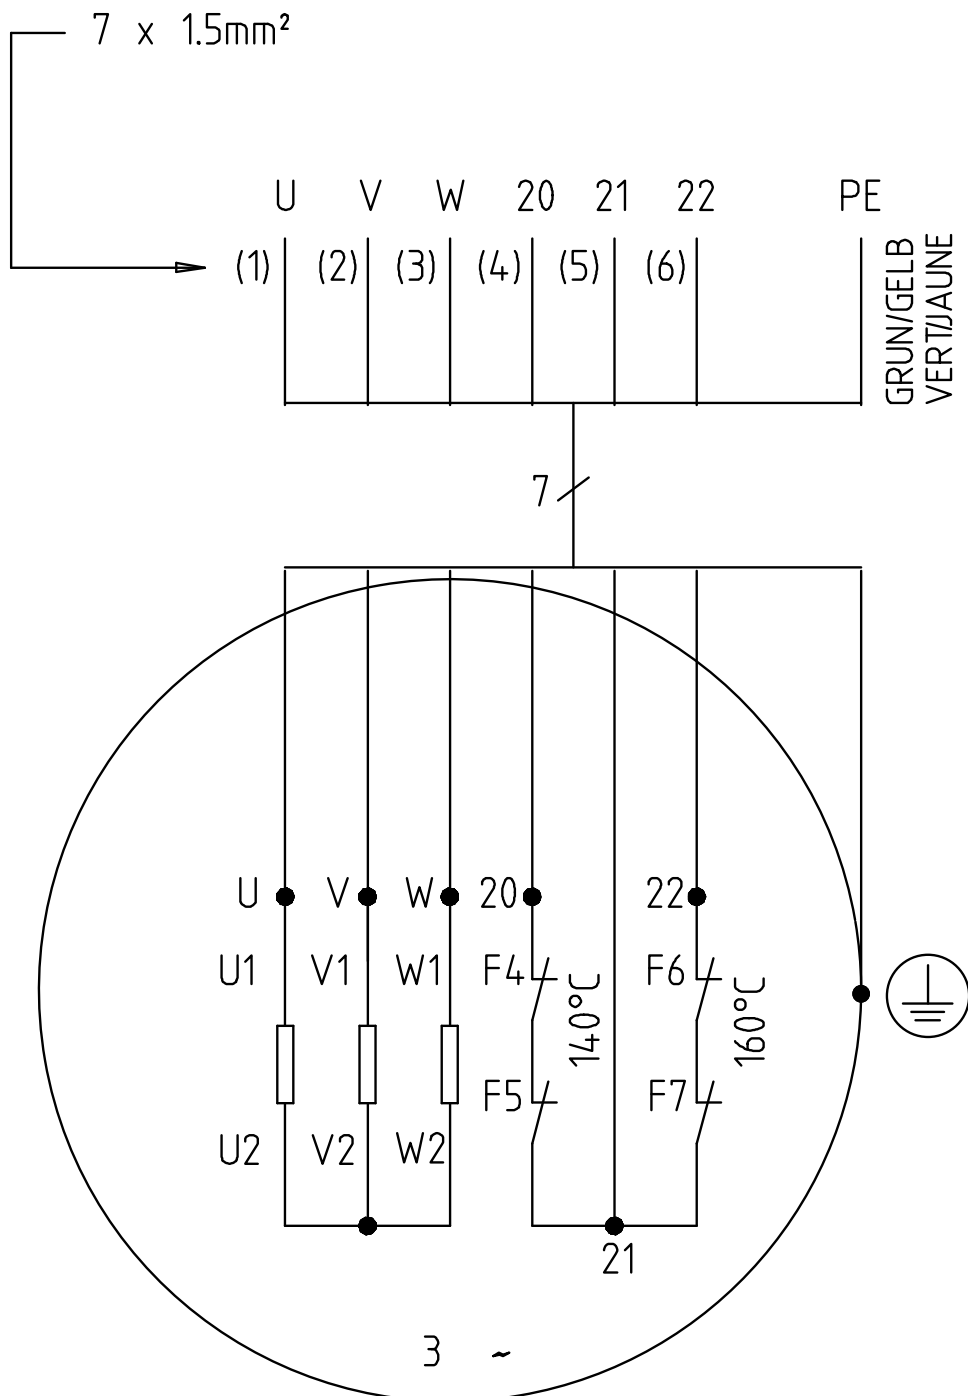 7 x 1.5mm²
U V W 20 21 22 PE
(1) (2) (3) (4) (5) (6)
GRUN/GELB
VERT/JAUNE
7
U V W 20 22
U1 V1 W1 F4 F6
140°C 160°C
F5 F7
U2 V2 W2
21
3 ~